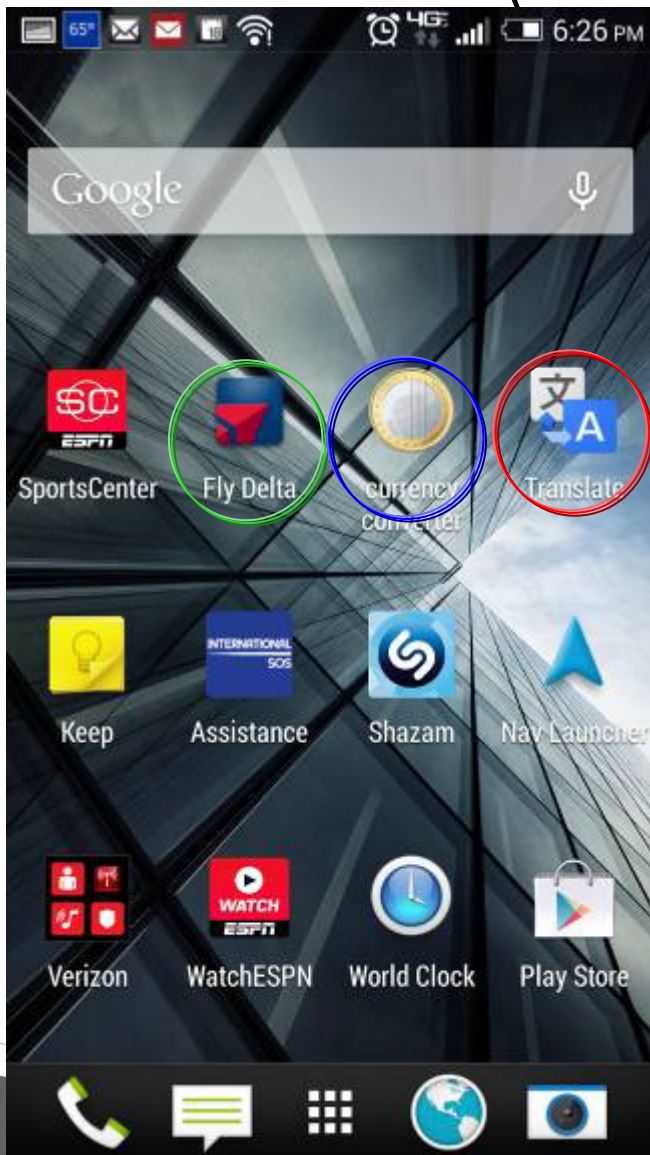 65° 18 4G 6:26 PM
Google
SC
ESPN
文 A
SportsCenter Fly Delta currency converter Translate
INTERNATIONAL
SOS
Keep Assistance Shazam Nav Launcher
WATCH
ESPN
Verizon WatchESPN World Clock Play Store